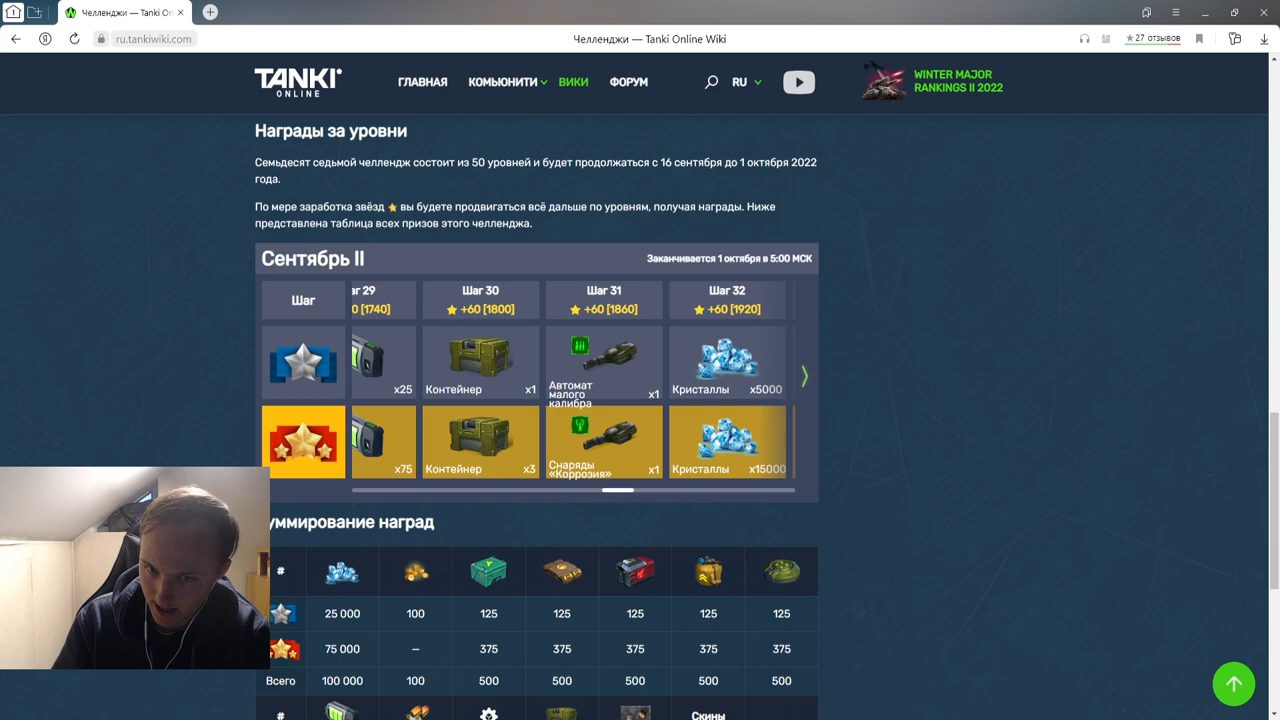 Челленджи — Tanki On
ru.tankiwiki.com
Челленджи — Tanki Online Wiki
27 отзывов
TANKI
ONLINE
ГЛАВНАЯ
КОМЬЮНИТИ
ВИКИ
ФОРУМ
RU
WINTER MAJOR
RANKINGS II 2022
Награды за уровни
Семьдесят седьмой челлендж состоит из 50 уровней и будет продолжаться с 16 сентября до 1 октября 2022
года.
По мере заработка звёзд вы будете продвигаться всё дальше по уровням, получая награды. Ниже
представлена таблица всех призов этого челленджа.
Сентябрь II
Заканчивается 1 октября в 5:00 МСК
Шаг
аг 29
Шаг 30
Шаг 31
Шаг 32
0 [1740]
+60 [1800]
+60 [1860]
+60 [1920]
x25
Контейнер x1
Автомат
малого
калибра
x1
Кристаллы x5000
x75
Контейнер x3
Снаряды
«Коррозия»
x1
Кристаллы x15000
уммирование наград
#
25 000 100 125 125 125 125 125
75 000 — 375 375 375 375 375
Всего 100 000 100 500 500 500 500 500
# Скины